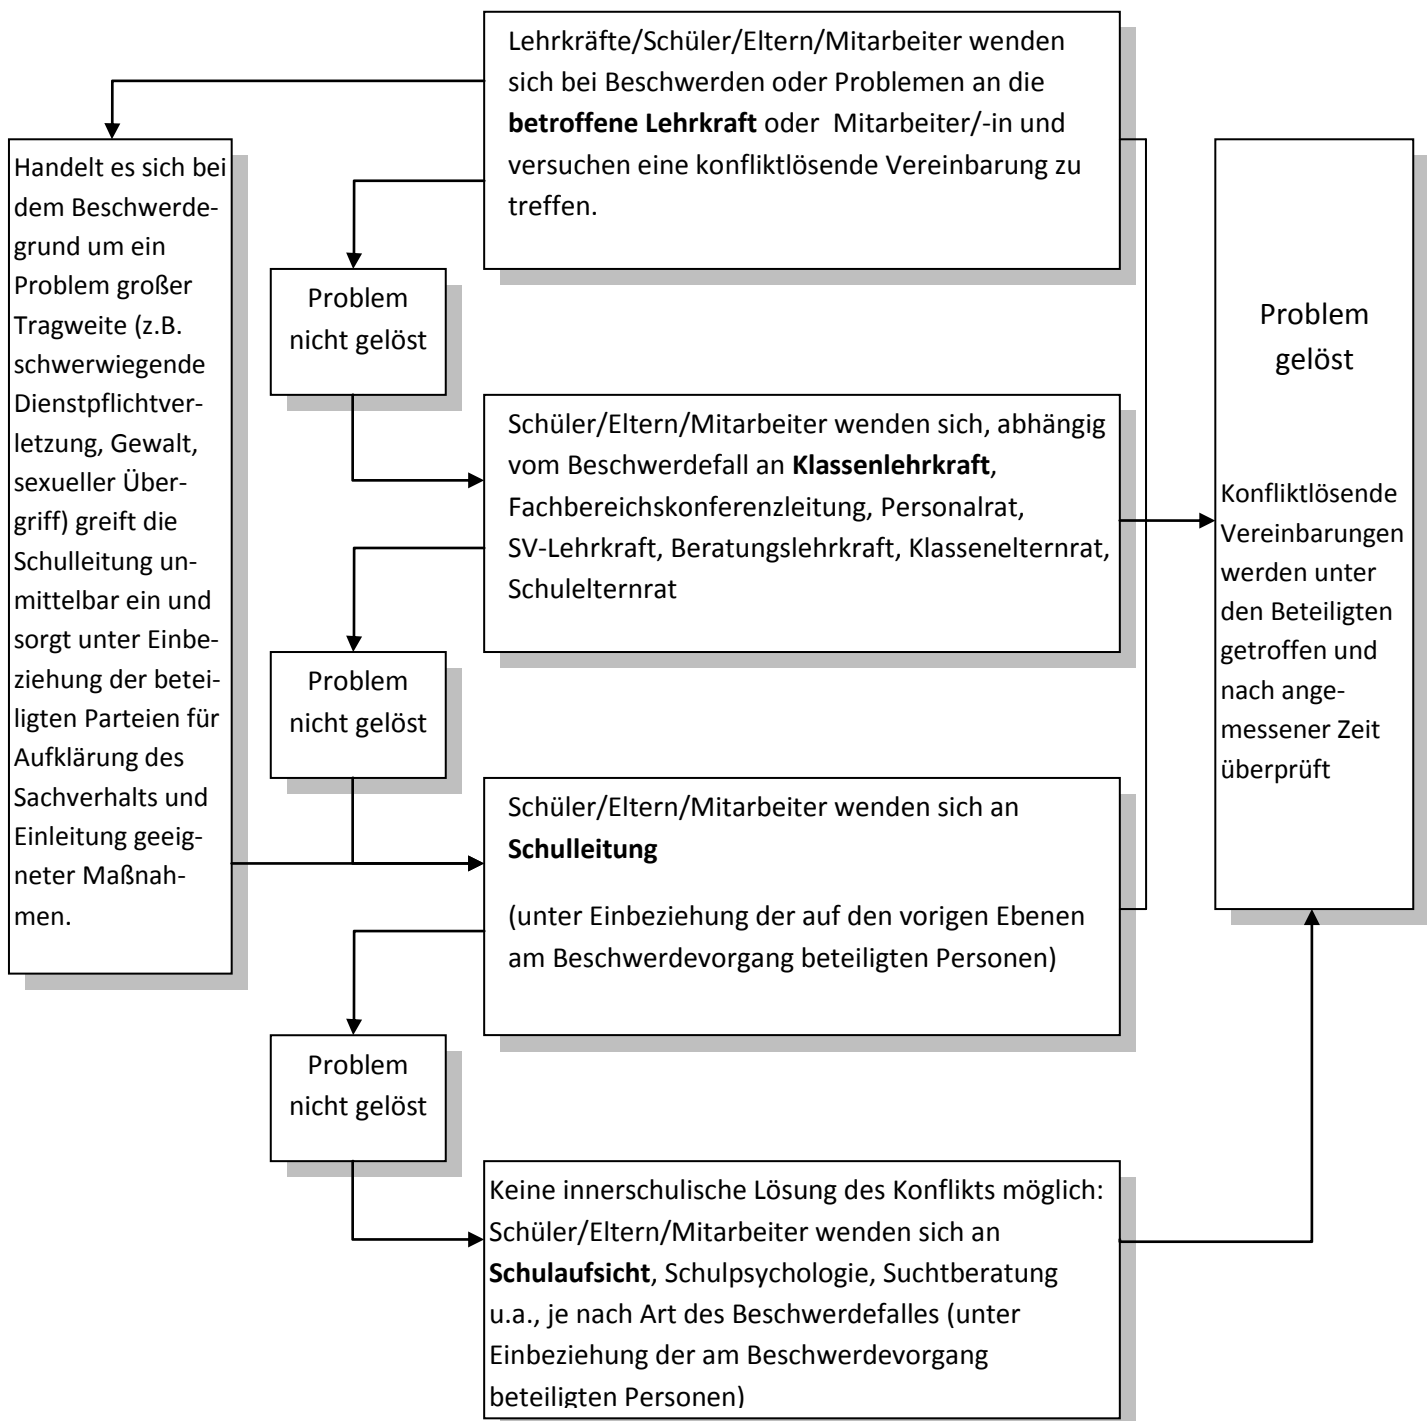 Lehrkräfte/Schüler/Eltern/Mitarbeiter wenden
sich bei Beschwerden oder Problemen an die
betroffene Lehrkraft oder  Mitarbeiter/-in und
versuchen eine konfliktlösende Vereinbarung zu
treffen.
Handelt es sich bei
dem Beschwerde-
grund um ein
Problem großer
Tragweite (z.B.
schwerwiegende
Dienstpflichtver-
letzung, Gewalt,
sexueller Über-
griff) greift die
Schulleitung un-
mittelbar ein und
sorgt unter Einbe-
ziehung der betei-
ligten Parteien für
Aufklärung des
Sachverhalts und
Einleitung geeig-
neter Maßnah-
men.
Problem
nicht gelöst
Schüler/Eltern/Mitarbeiter wenden sich, abhängig
vom Beschwerdefall an Klassenlehrkraft,
Fachbereichskonferenzleitung, Personalrat,
SV-Lehrkraft, Beratungslehrkraft, Klassenelternrat,
Schulelternrat
Problem
nicht gelöst
Schüler/Eltern/Mitarbeiter wenden sich an
Schulleitung
(unter Einbeziehung der auf den vorigen Ebenen
am Beschwerdevorgang beteiligten Personen)
Problem
nicht gelöst
Keine innerschulische Lösung des Konflikts möglich:
Schüler/Eltern/Mitarbeiter wenden sich an
Schulaufsicht, Schulpsychologie, Suchtberatung
u.a., je nach Art des Beschwerdefalles (unter
Einbeziehung der am Beschwerdevorgang
beteiligten Personen)
Problem
gelöst
Konfliktlösende
Vereinbarungen
werden unter
den Beteiligten
getroffen und
nach ange-
messener Zeit
überprüft